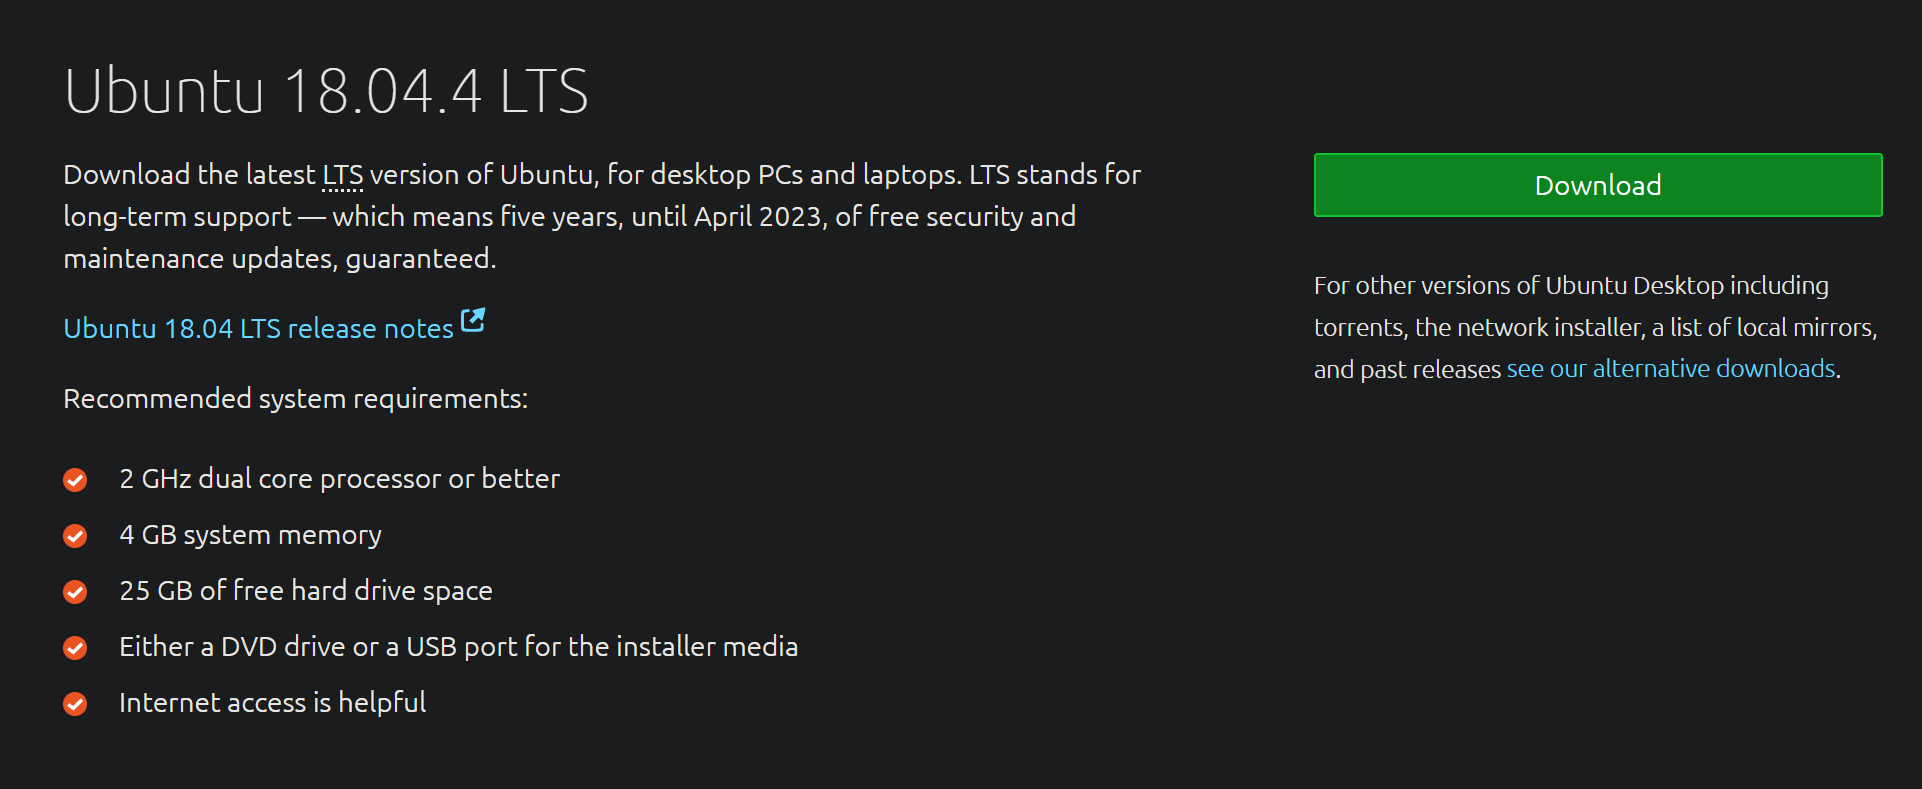 Ubuntu 18.04.4 LTS
Download the latest LTS version of Ubuntu, for desktop PCs and laptops. LTS stands for
long-term support — which means five years, until April 2023, of free security and
maintenance updates, guaranteed.
Ubuntu 18.04 LTS release notes
Recommended system requirements:
2 GHz dual core processor or better
4 GB system memory
25 GB of free hard drive space
Either a DVD drive or a USB port for the installer media
Internet access is helpful
Download
For other versions of Ubuntu Desktop including
torrents, the network installer, a list of local mirrors,
and past releases see our alternative downloads.